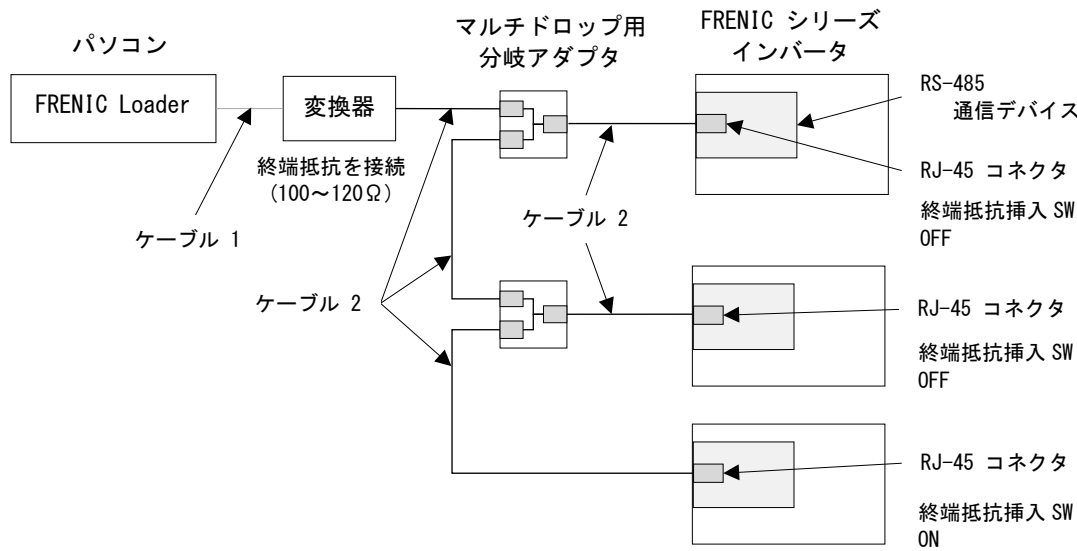 パソコン
FRENIC Loader
変換器
終端抵抗を接続
(100～120Ω)
ケーブル 1
ケーブル 2
マルチドロップ用
分岐アダプタ
ケーブル 2
FRENIC シリーズ
インバータ
RS-485
通信デバイス
RJ-45 コネクタ
終端抵抗挿入 SW
OFF
RJ-45 コネクタ
終端抵抗挿入 SW
OFF
RJ-45 コネクタ
終端抵抗挿入 SW
ON